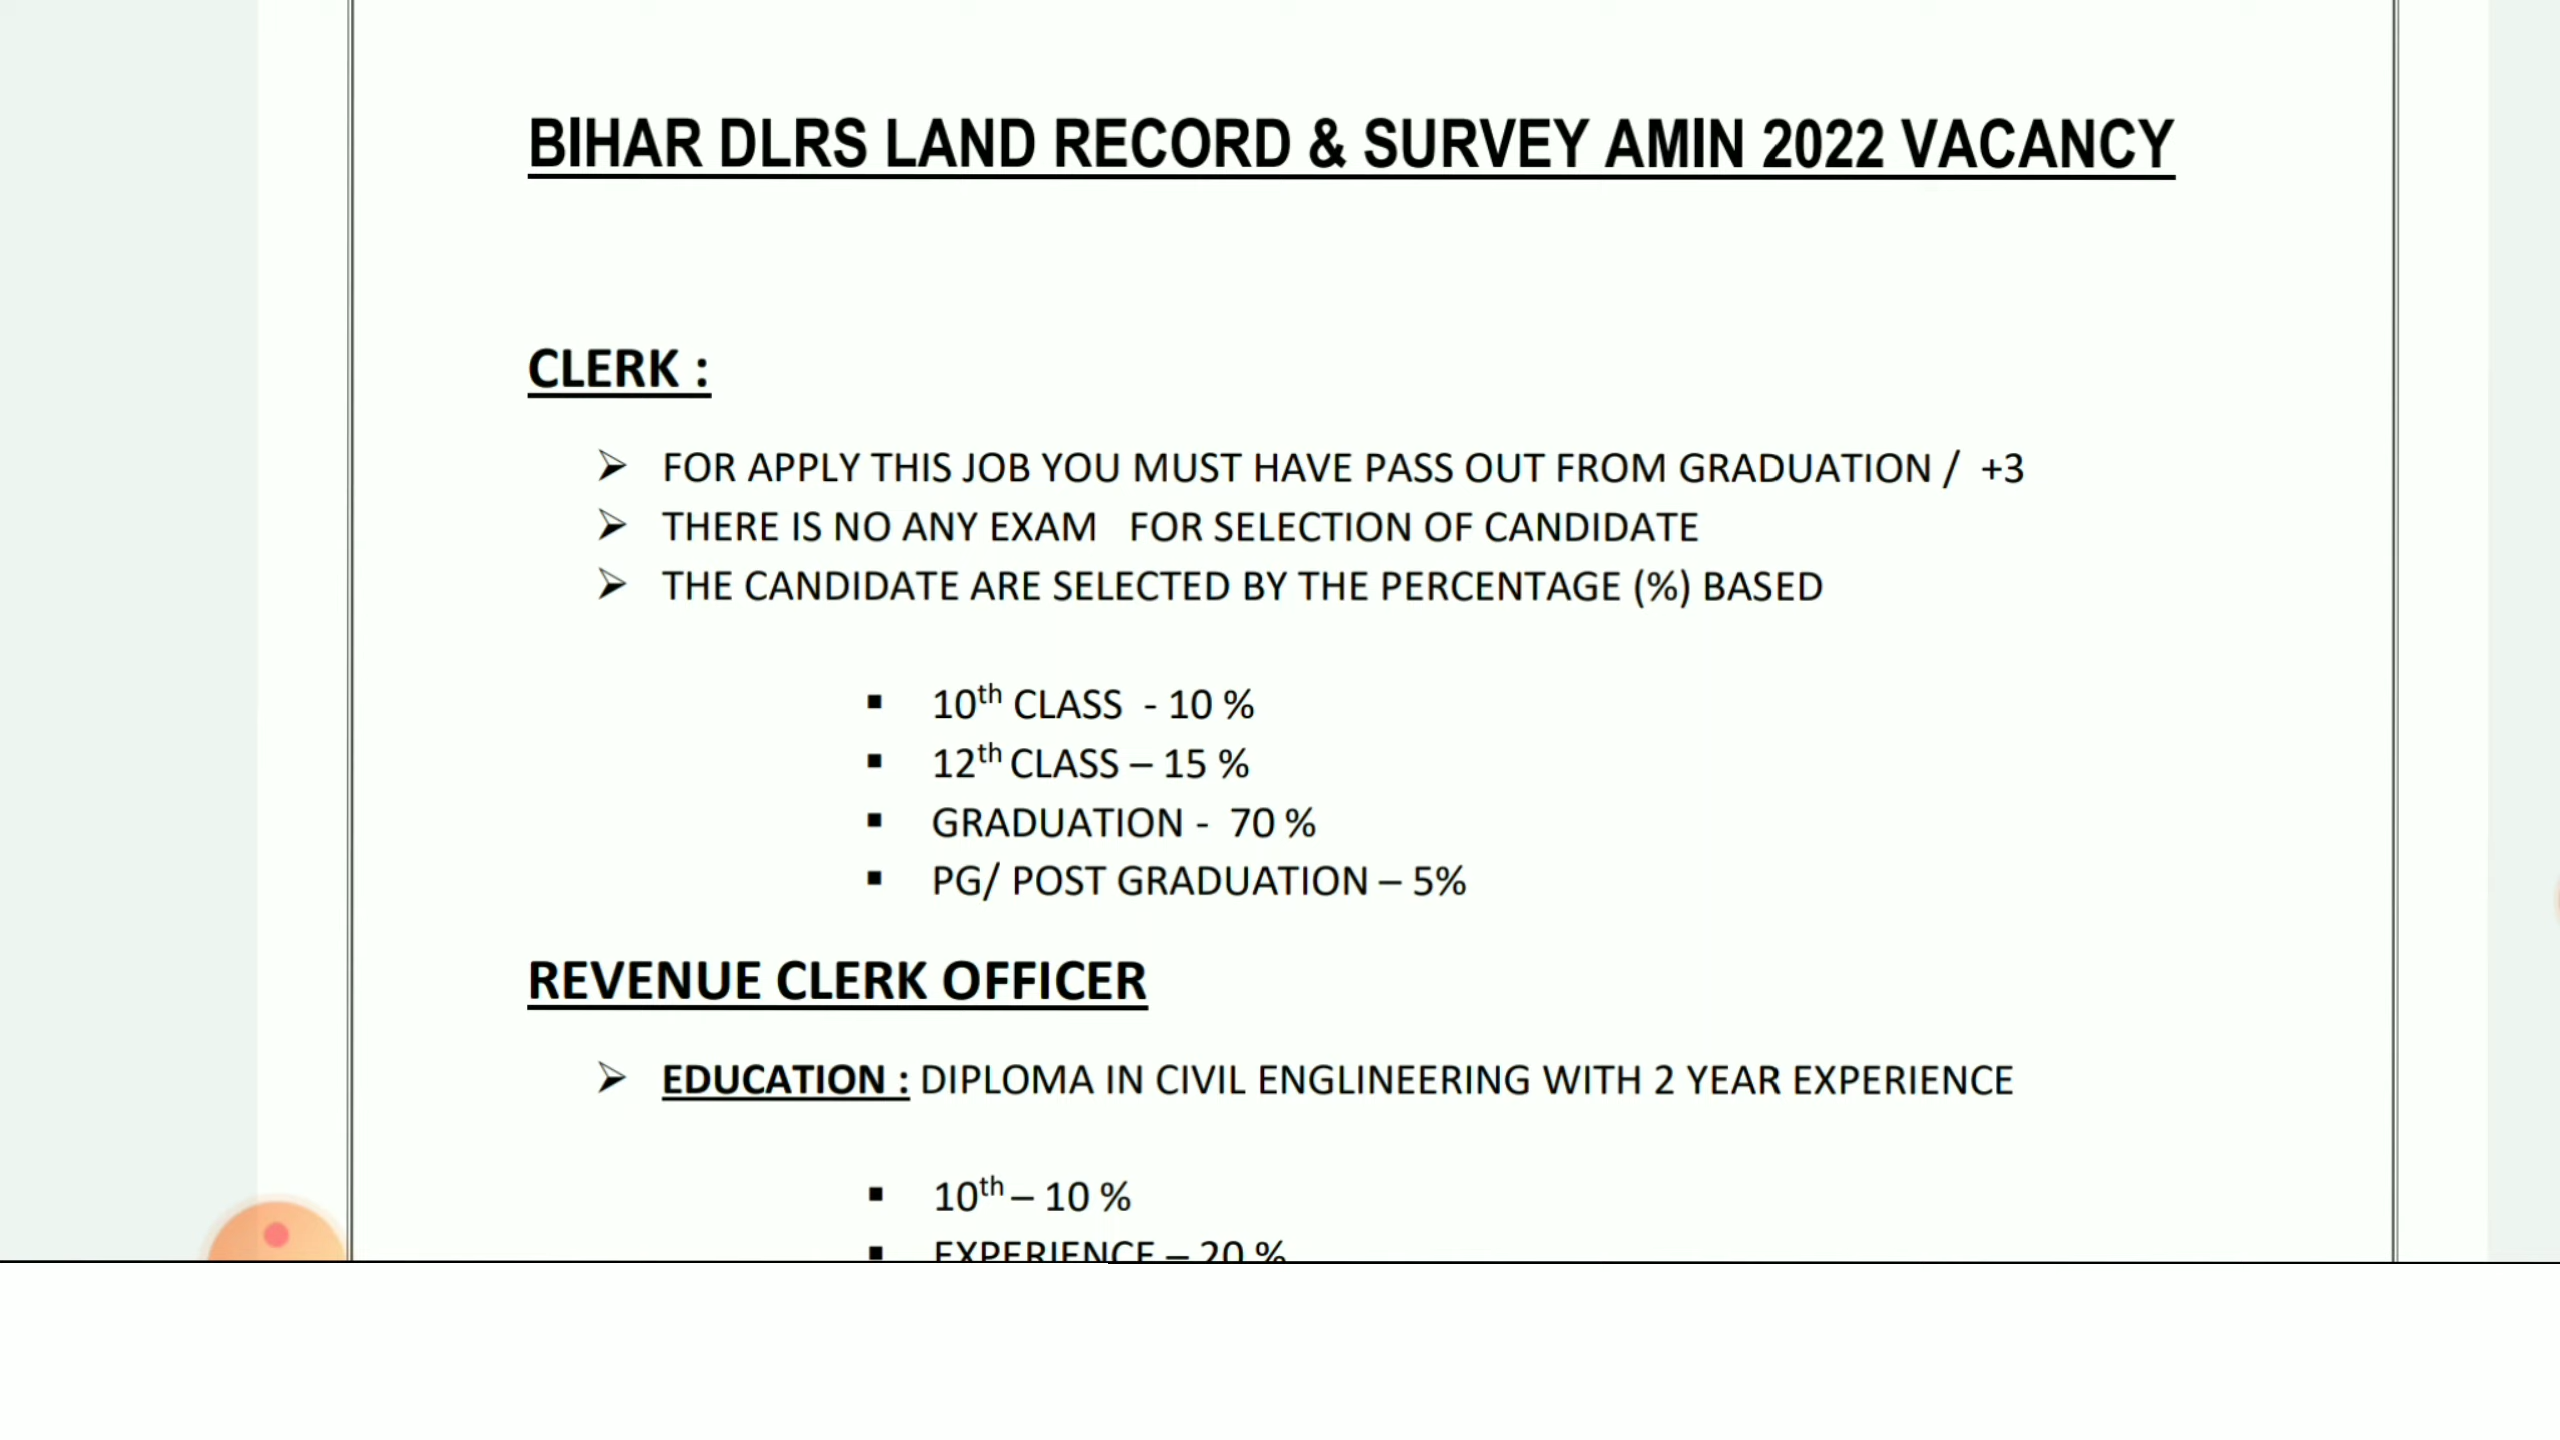 BIHAR DLRS LAND RECORD & SURVEY AMIN 2022 VACANCY
CLERK :
➢ FOR APPLY THIS JOB YOU MUST HAVE PASS OUT FROM GRADUATION / +3
➢ THERE IS NO ANY EXAM FOR SELECTION OF CANDIDATE
➢ THE CANDIDATE ARE SELECTED BY THE PERCENTAGE (%) BASED
▪ 10th CLASS - 10 %
▪ 12th CLASS – 15 %
▪ GRADUATION - 70 %
▪ PG/ POST GRADUATION – 5%
REVENUE CLERK OFFICER
➢ EDUCATION : DIPLOMA IN CIVIL ENGLINEERING WITH 2 YEAR EXPERIENCE
▪ 10th – 10 %
▪ EXPERIENCE – 20 %